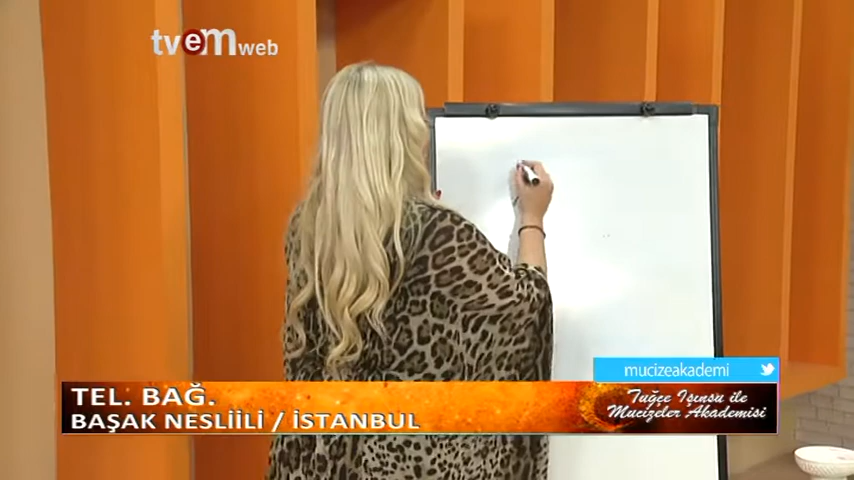 tvem web
mucizeakademi
TEL. BAĞ.
BAŞAK NESLİİLİ / İSTANBUL
Tuğçe Işınsu ile
Mucizeler Akademisi